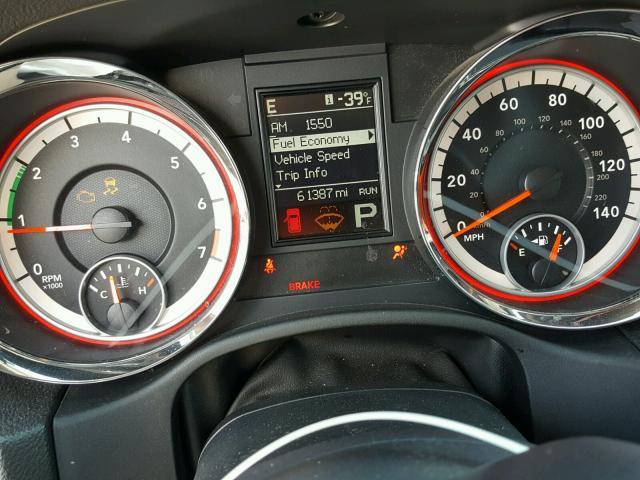 E -39°F
AM 1550
Fuel Economy
Vehicle Speed
Trip Info
61387 mi RUN
P
BRAKE
0 1 2 3 4 5 6 7
RPM
×1000
C H
0 20 40 60 80 100 120 140
MPH
E F